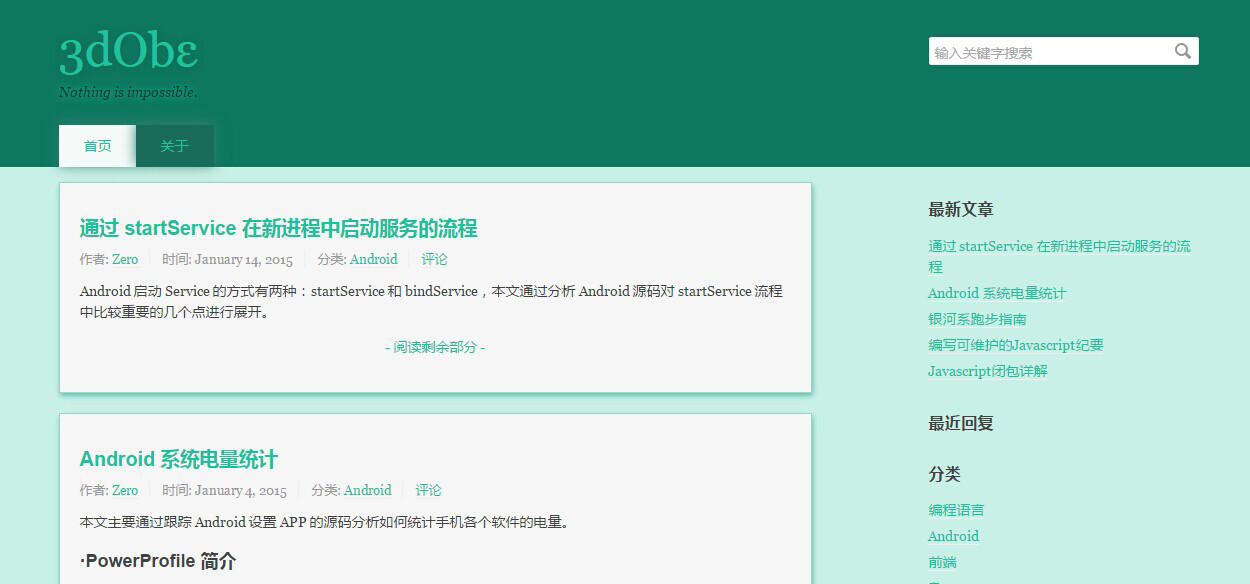 3dObε
Nothing is impossible.
输入关键字搜索
首页
关于
通过 startService 在新进程中启动服务的流程
作者: Zero 时间: January 14, 2015 分类: Android 评论
Android 启动 Service 的方式有两种：startService 和 bindService，本文通过分析 Android 源码对 startService 流程
中比较重要的几个点进行展开。
- 阅读剩余部分 -
Android 系统电量统计
作者: Zero 时间: January 4, 2015 分类: Android 评论
本文主要通过跟踪 Android 设置 APP 的源码分析如何统计手机各个软件的电量。
·PowerProfile 简介
最新文章
通过 startService 在新进程中启动服务的流
程
Android 系统电量统计
银河系跑步指南
编写可维护的Javascript纪要
Javascript闭包详解
最近回复
分类
编程语言
Android
前端